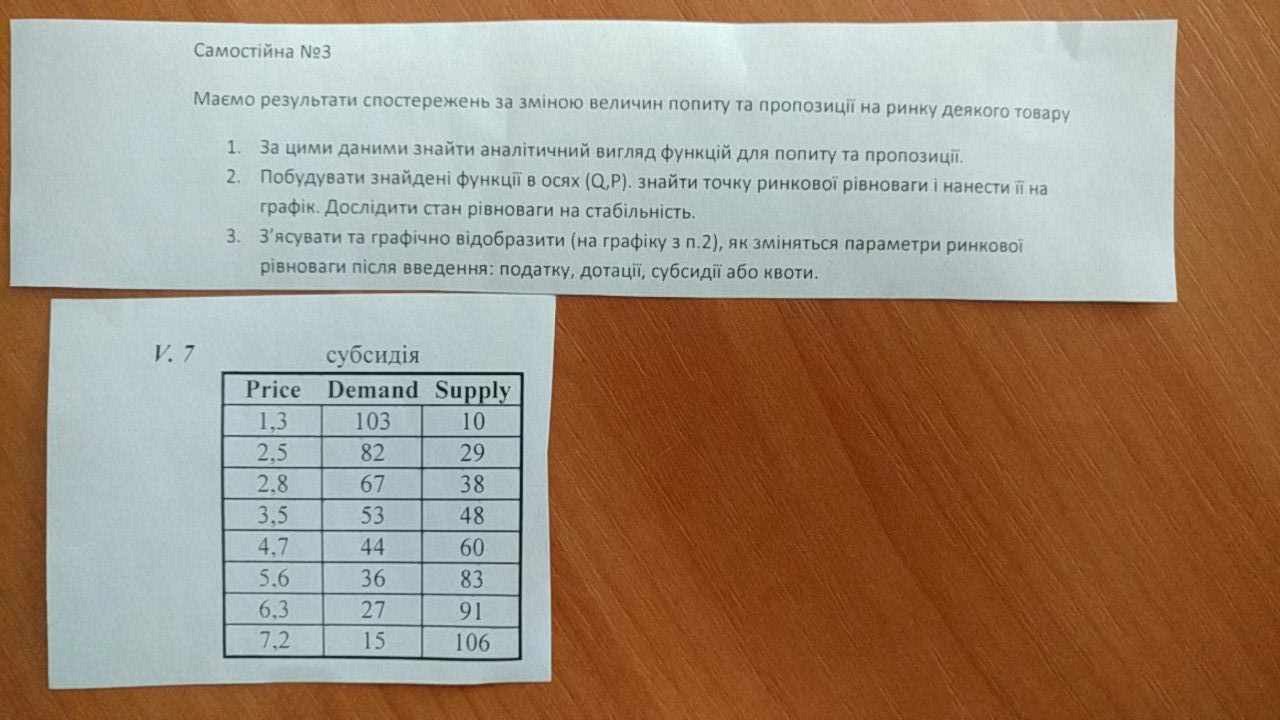 Самостійна №3
Маємо результати спостережень за зміною величин попиту та пропозиції на ринку деякого товару
1. За цими даними знайти аналітичний вигляд функцій для попиту та пропозиції.
2. Побудувати знайдені функції в осях (Q,P). знайти точку ринкової рівноваги і нанести її на
графік. Дослідити стан рівноваги на стабільність.
3. З’ясувати та графічно відобразити (на графіку з п.2), як зміняться параметри ринкової
рівноваги після введення: податку, дотації, субсидії або квоти.
V. 7 субсидія
Price Demand Supply
1,3 103 10
2,5 82 29
2,8 67 38
3,5 53 48
4,7 44 60
5,6 36 83
6,3 27 91
7,2 15 106